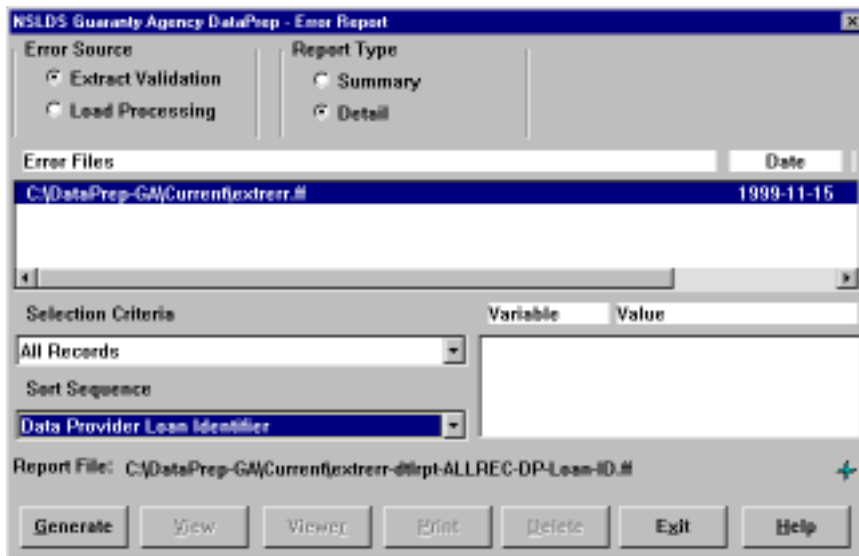 NSLDS Guaranty Agency DataPrep - Error Report
Error Source
Extract Validation
Load Processing
Report Type
Summary
Detail
Error Files Date
C:\DataPrep-GA\Current\extrerr.ff 1999-11-15
Selection Criteria
All Records
Sort Sequence
Data Provider Loan Identifier
Variable Value
Report File: C:\DataPrep-GA\Current\extrerr-dtlrpt-ALLREC-DP-Loan-ID.ff
Generate View Viewer Print Delete Exit Help